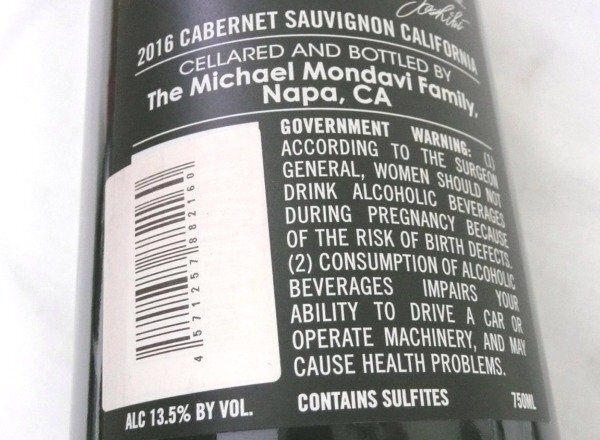 2016 CABERNET SAUVIGNON CALIFORNIA
CELLARED AND BOTTLED BY
The Michael Mondavi Family,
Napa, CA
GOVERNMENT WARNING: (1)
ACCORDING TO THE SURGEON
GENERAL, WOMEN SHOULD NOT
DRINK ALCOHOLIC BEVERAGES
DURING PREGNANCY BECAUSE
OF THE RISK OF BIRTH DEFECTS.
(2) CONSUMPTION OF ALCOHOLIC
BEVERAGES IMPAIRS YOUR
ABILITY TO DRIVE A CAR OR
OPERATE MACHINERY, AND MAY
CAUSE HEALTH PROBLEMS.
4571257882160
ALC 13.5% BY VOL.
CONTAINS SULFITES
750ML